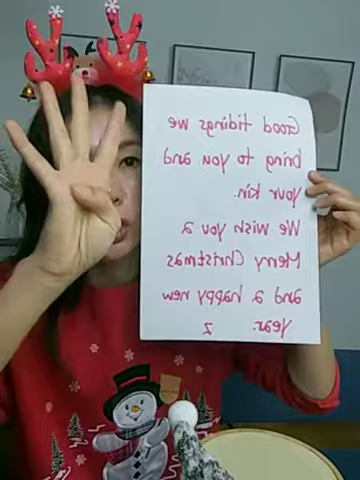 Good tidings we
bring to you and
your kin.
We wish you a
Merry Christmas
and a happy new
year. 2